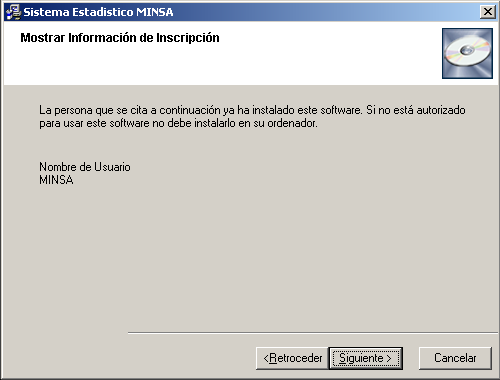 Sistema Estadistico MINSA
Mostrar Información de Inscripción
La persona que se cita a continuación ya ha instalado este software. Si no está autorizado
para usar este software no debe instalarlo en su ordenador.
Nombre de Usuario
MINSA
<Retroceder
Siguiente >
Cancelar